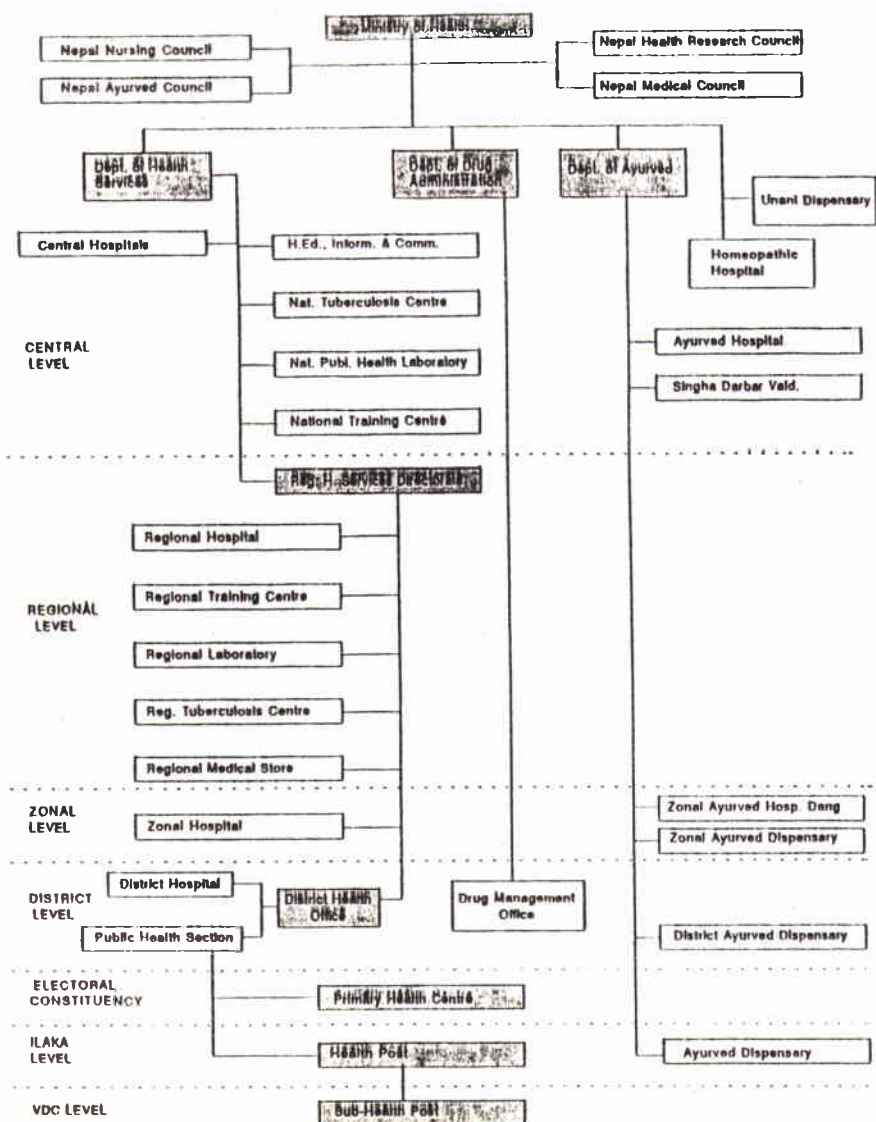 Ministry of Health
Nepal Nursing Council
Nepal Health Research Council
Nepal Ayurved Council
Nepal Medical Council
Dept. of Health
Services
Dept. of Drug
Administration
Dept. of Ayurved
Unani Dispensary
Central Hospitals
H.Ed., Inform. & Comm.
Homeopathic
Hospital
Nat. Tuberculosis Centre
CENTRAL
LEVEL
Ayurved Hospital
Nat. Publ. Health Laboratory
Singha Darbar Vaid.
National Training Centre
Reg. H. Services Directorate
Regional Hospital
Regional Training Centre
REGIONAL
LEVEL
Regional Laboratory
Reg. Tuberculosis Centre
Regional Medical Store
ZONAL
LEVEL
Zonal Hospital
Zonal Ayurved Hosp. Dang
Zonal Ayurved Dispensary
DISTRICT
LEVEL
District Hospital
Public Health Section
District Health
Office
Drug Management
Office
District Ayurved Dispensary
ELECTORAL
CONSTITUENCY
Primary Health Centre
ILAKA
LEVEL
Health Post
Ayurved Dispensary
VDC LEVEL
Sub-Health Post